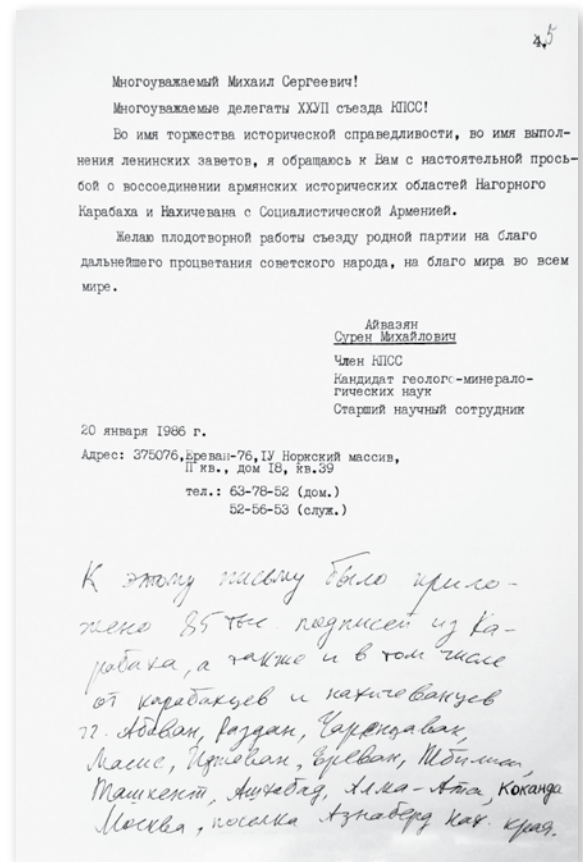 4.5
Многоуважаемый Михаил Сергеевич!
Многоуважаемые делегаты ХХУП съезда КПСС!
Во имя торжества исторической справедливости, во имя выпол-
нения ленинских заветов, я обращаюсь к Вам с настоятельной прось-
бой о воссоединении армянских исторических областей Нагорного
Карабаха и Нахичевана с Социалистической Арменией.
Желаю плодотворной работы съезду родной партии на благо
дальнейшего процветания советского народа, на благо мира во всем
мире.
Айвазян
Сурен Михайлович
Член КПСС
Кандидат геолого-минерало-
гических наук
Старший научный сотрудник
20 января 1986 г.
Адрес: 375076, Ереван-76, IУ Норкский массив,
П кв., дом I8, кв.39
тел.: 63-78-52 (дом.)
52-56-53 (служ.)
К этому письму было прило-
жено 85 тыс. подписей из Ка-
рабаха, а также и в том числе
от карабахцев и нахичеванцев
гг. Абовян, Раздан, Чаренцаван,
Масис, Иджеван, Ереван, Тбилиси,
Ташкент, Ашхабад, Алма-Ата, Коканда
Москва, поселка Азнаберд Нах. края.